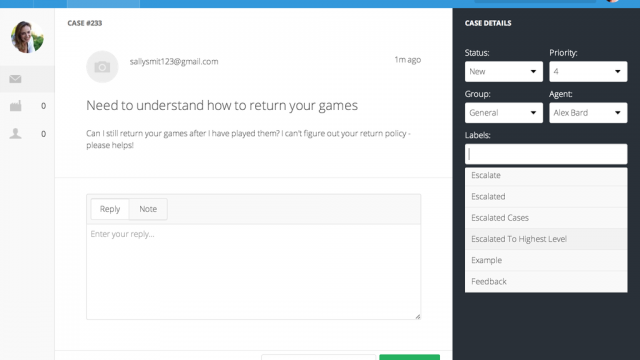 CASE #233
sallysmit123@gmail.com
1m ago
Need to understand how to return your games
Can I still return your games after I have played them? I can't figure out your return policy -
please helps!
Reply
Note
Enter your reply...
0
0
CASE DETAILS
Status:
Priority:
New
4
Group:
Agent:
General
Alex Bard
Labels:
Escalate
Escalated
Escalated Cases
Escalated To Highest Level
Example
Feedback